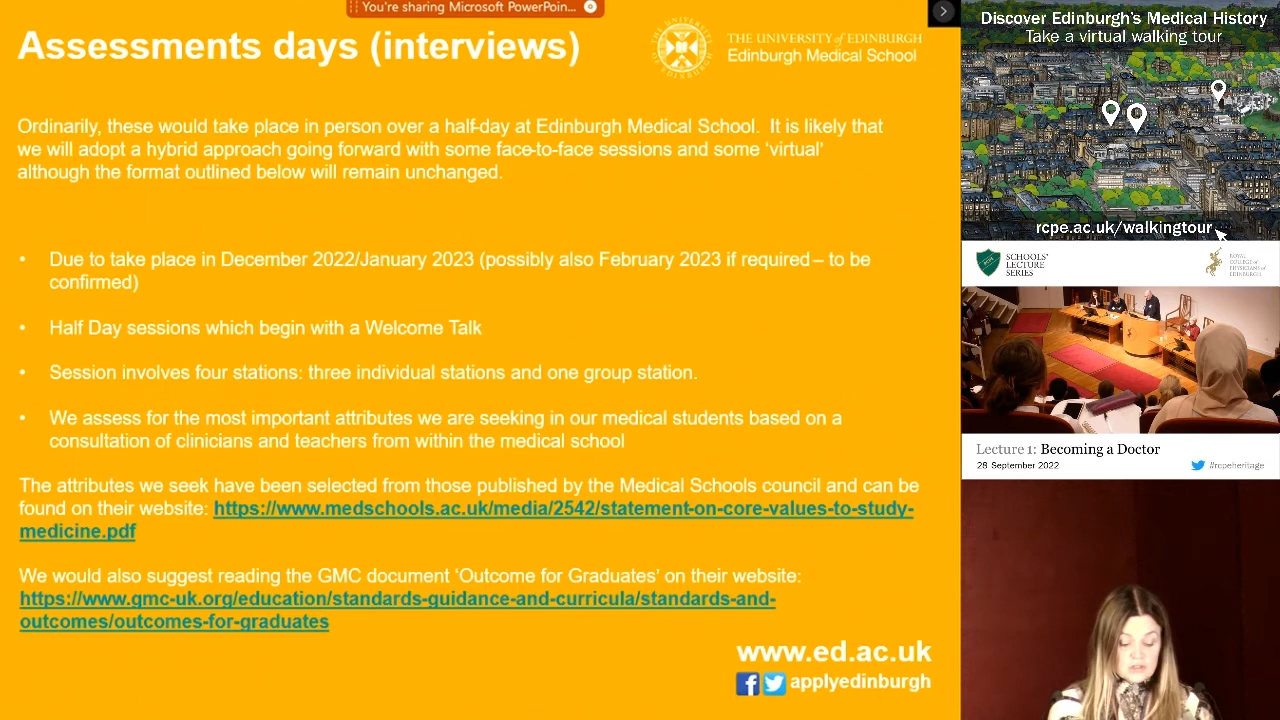 You're sharing Microsoft PowerPoin...
Assessments days (interviews)
THE UNIVERSITY of EDINBURGH
Edinburgh Medical School
Ordinarily, these would take place in person over a half-day at Edinburgh Medical School. It is likely that
we will adopt a hybrid approach going forward with some face-to-face sessions and some ‘virtual’
although the format outlined below will remain unchanged.
• Due to take place in December 2022/January 2023 (possibly also February 2023 if required – to be
confirmed)
• Half Day sessions which begin with a Welcome Talk
• Session involves four stations: three individual stations and one group station.
• We assess for the most important attributes we are seeking in our medical students based on a
consultation of clinicians and teachers from within the medical school
The attributes we seek have been selected from those published by the Medical Schools council and can be
found on their website: https://www.medschools.ac.uk/media/2542/statement-on-core-values-to-study-
medicine.pdf
We would also suggest reading the GMC document ‘Outcome for Graduates’ on their website:
https://www.gmc-uk.org/education/standards-guidance-and-curricula/standards-and-
outcomes/outcomes-for-graduates
www.ed.ac.uk
applyedinburgh
Discover Edinburgh's Medical History
Take a virtual walking tour
rcpe.ac.uk/walkingtour
SCHOOLS'
LECTURE
SERIES
ROYAL
COLLEGE of
PHYSICIANS of
EDINBURGH
Lecture 1: Becoming a Doctor
28 September 2022
#rcpeheritage